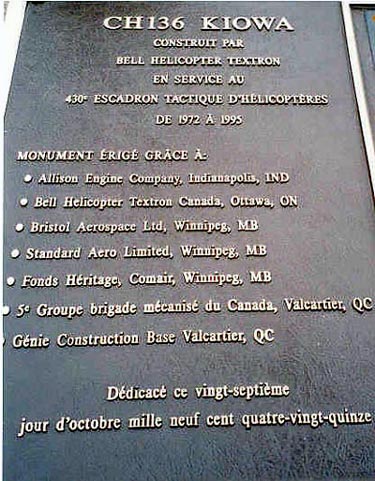 CH136 KIOWA
CONSTRUIT PAR
BELL HELICOPTER TEXTRON
EN SERVICE AU
430e ESCADRON TACTIQUE D'HÉLICOPTÈRES
DE 1972 À 1995
MONUMENT ÉRIGÉ GRÂCE À:
• Allison Engine Company, Indianapolis, IND
• Bell Helicopter Textron Canada, Ottawa, ON
• Bristol Aerospace Ltd, Winnipeg, MB
• Standard Aero Limited, Winnipeg, MB
• Fonds Héritage, Comair, Winnipeg, MB
• 5e Groupe brigade mécanisé du Canada, Valcartier, QC
• Génie Construction Base Valcartier, QC
Dédicacé ce vingt-septième
jour d'octobre mille neuf cent quatre-vingt-quinze